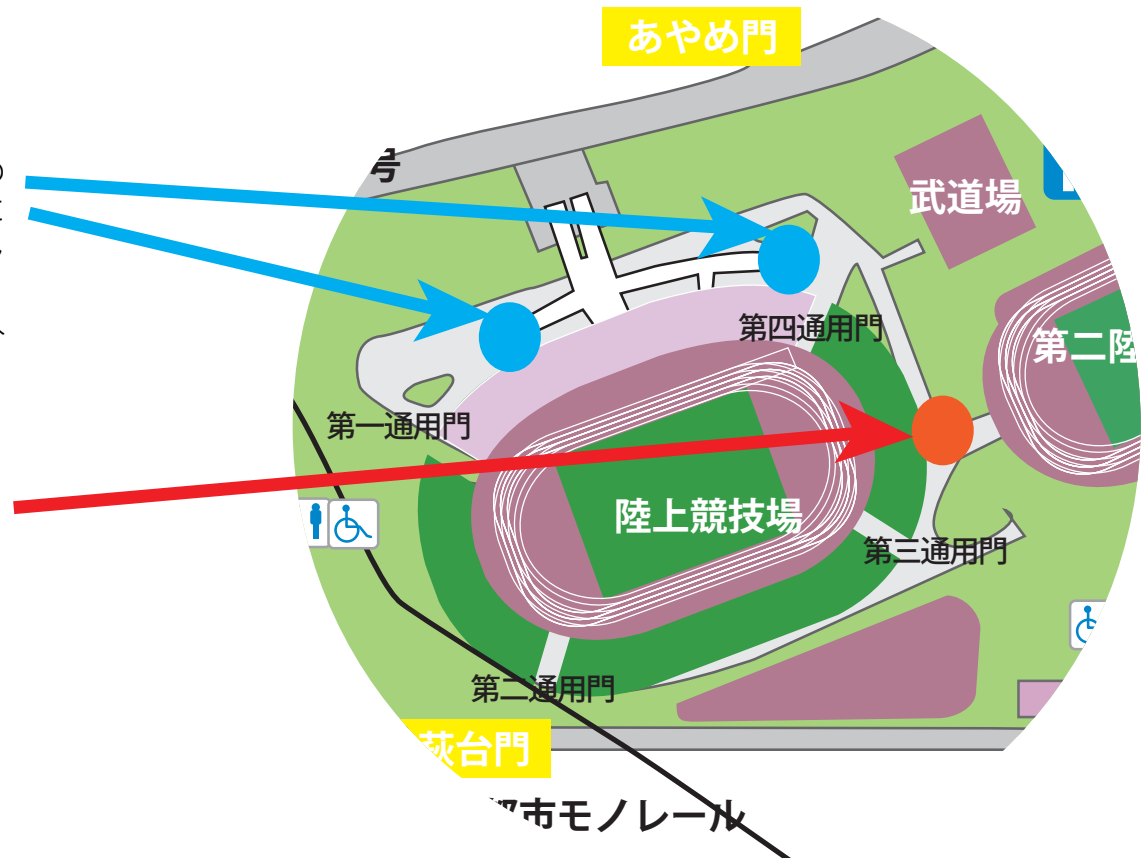 あやめ門
号
武道場
第四通用門
第二陸
第一通用門
陸上競技場
第三通用門
第二通用門
萩台門
都市モノレール